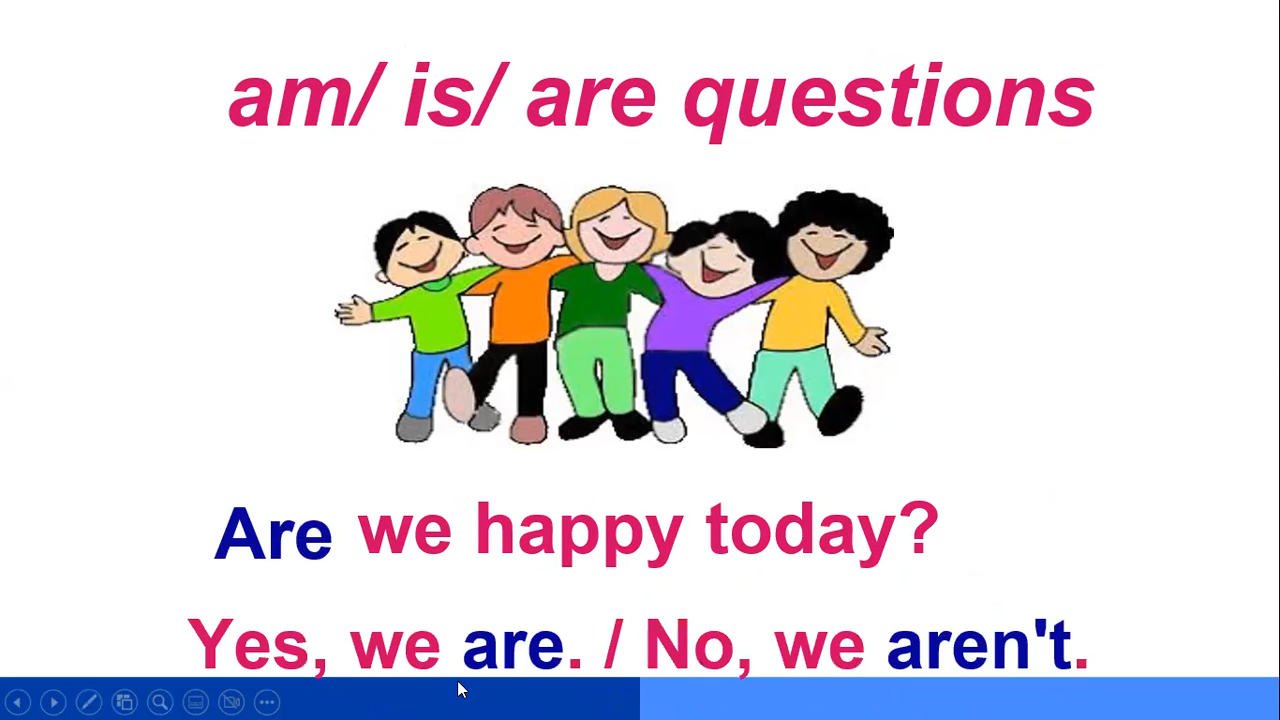 am/ is/ are questions
Are we happy today?
Yes, we are. / No, we aren't.